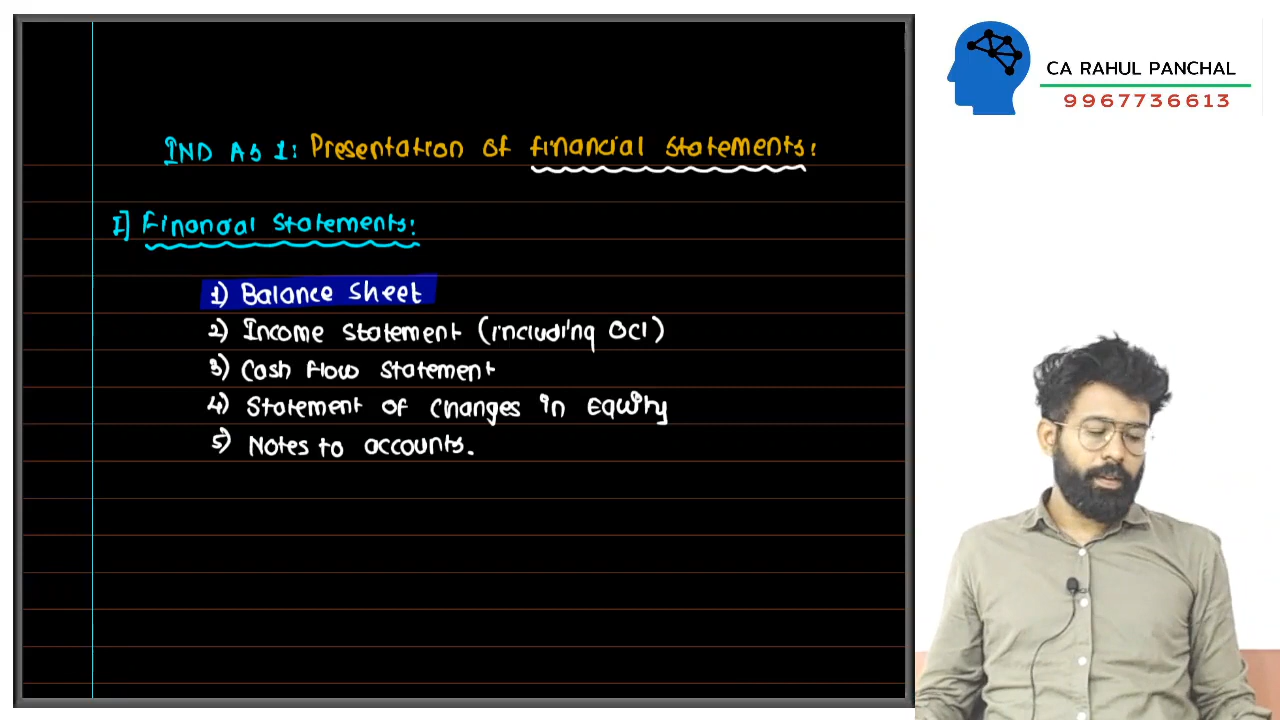 IND AS 1: Presentation of financial statements:
I] Financial Statements:
1) Balance Sheet
2) Income Statement (including OCI)
3) Cash Flow Statement
4) Statement of changes in Equity
5) Notes to accounts.
CA RAHUL PANCHAL
9967736613